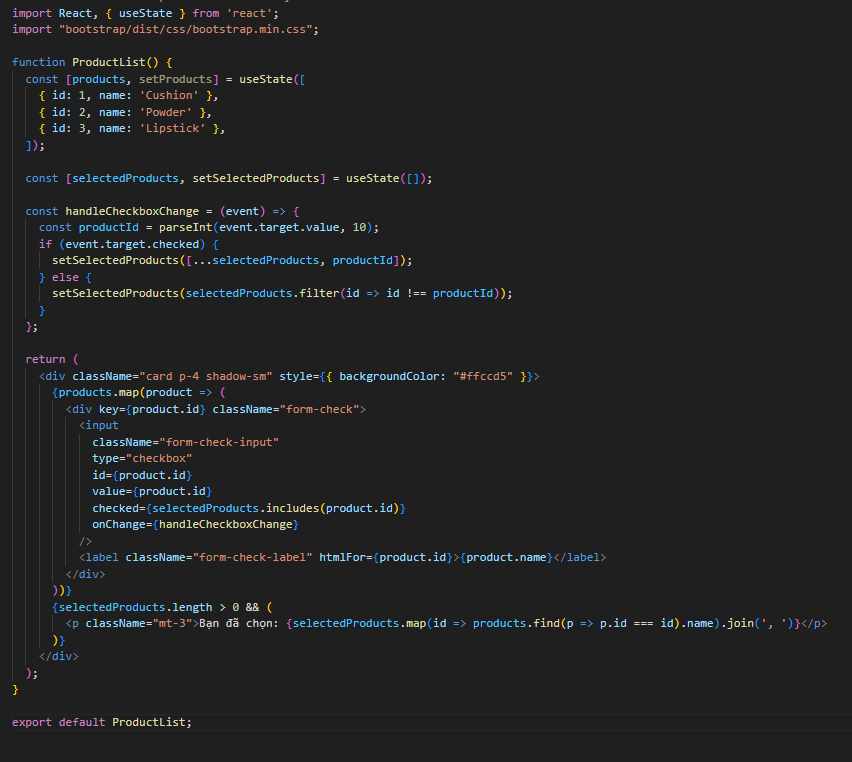 import React, { useState } from 'react';
import "bootstrap/dist/css/bootstrap.min.css";
function ProductList() {
  const [products, setProducts] = useState([
    { id: 1, name: 'Cushion' },
    { id: 2, name: 'Powder' },
    { id: 3, name: 'Lipstick' },
  ]);
  const [selectedProducts, setSelectedProducts] = useState([]);
  const handleCheckboxChange = (event) => {
    const productId = parseInt(event.target.value, 10);
    if (event.target.checked) {
      setSelectedProducts([...selectedProducts, productId]);
    } else {
      setSelectedProducts(selectedProducts.filter(id => id !== productId));
    }
  };
  return (
    <div className="card p-4 shadow-sm" style={{ backgroundColor: "#ffccd5" }}>
      {products.map(product => (
        <div key={product.id} className="form-check">
          <input
            className="form-check-input"
            type="checkbox"
            id={product.id}
            value={product.id}
            checked={selectedProducts.includes(product.id)}
            onChange={handleCheckboxChange}
          />
          <label className="form-check-label" htmlFor={product.id}>{product.name}</label>
        </div>
      ))}
      {selectedProducts.length > 0 && (
        <p className="mt-3">Bạn đã chọn: {selectedProducts.map(id => products.find(p => p.id === id).name).join(', ')}</p>
      )}
    </div>
  );
}
export default ProductList;